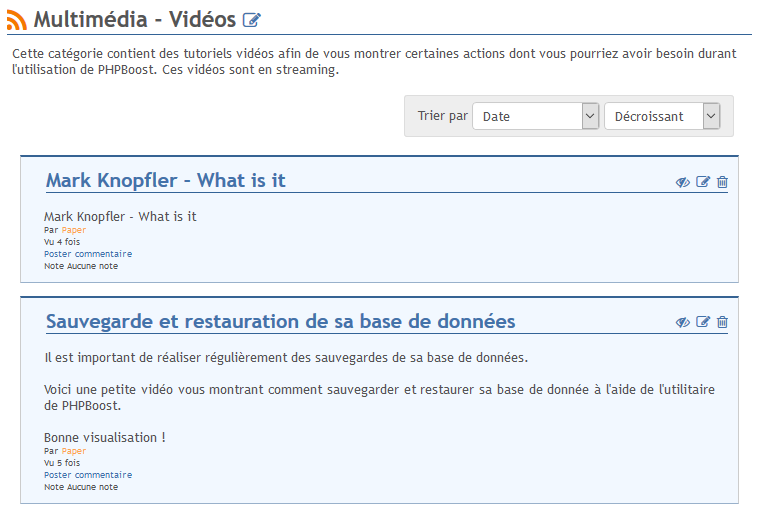 Multimédia - Vidéos
Cette catégorie contient des tutoriels vidéos afin de vous montrer certaines actions dont vous pourriez avoir besoin durant
l'utilisation de PHPBoost. Ces vidéos sont en streaming.
Trier par Date Décroissant
Mark Knopfler - What is it
Mark Knopfler - What is it
Par Paper
Vu 4 fois
Poster commentaire
Note Aucune note
Sauvegarde et restauration de sa base de données
Il est important de réaliser régulièrement des sauvegardes de sa base de données.
Voici une petite vidéo vous montrant comment sauvegarder et restaurer sa base de donnée à l'aide de l'utilitaire
de PHPBoost.
Bonne visualisation !
Par Paper
Vu 5 fois
Poster commentaire
Note Aucune note